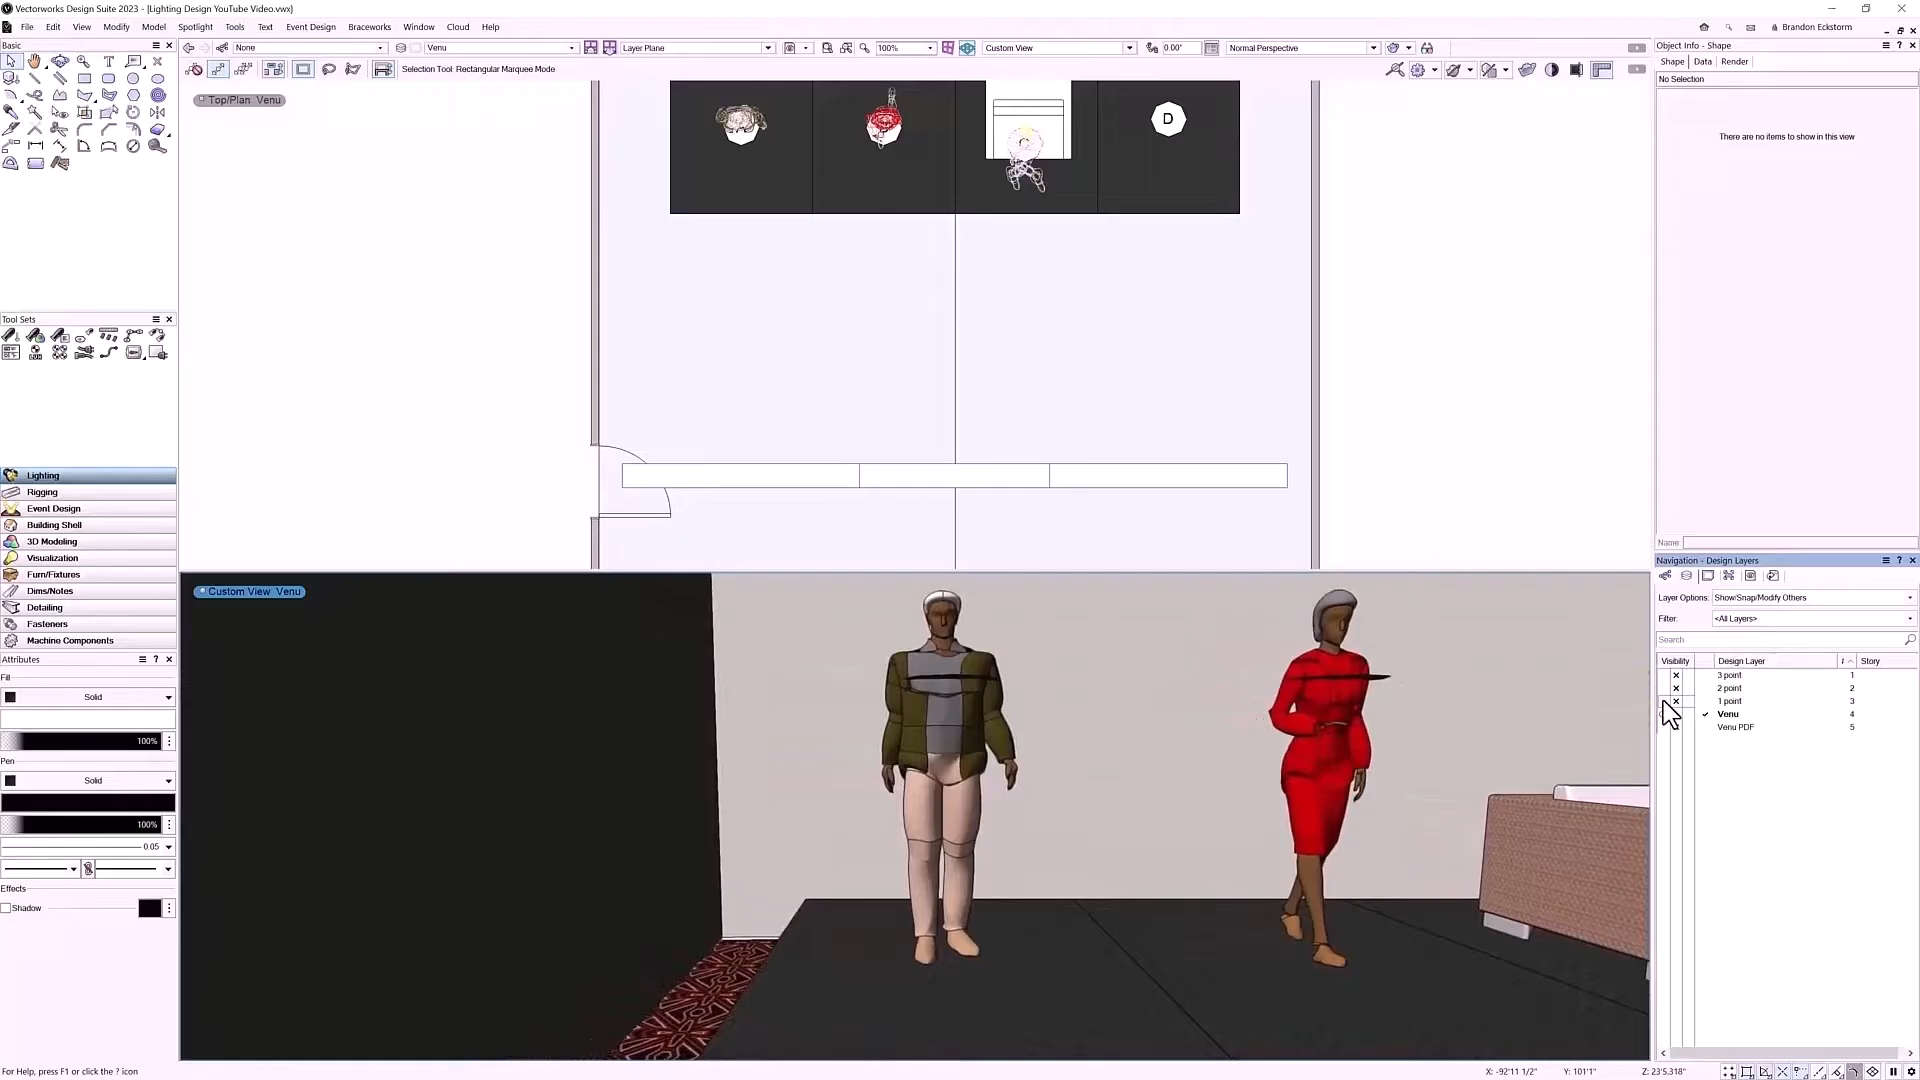 Vectorworks Design Suite 2023 - [Lighting Design YouTube Video.vwx]
File Edit View Modify Model Spotlight Tools Text Event Design Braceworks Window Cloud Help
Brandon Eckstorm
Basic
None
Venu
Layer Plane
100%
Custom View
0.00°
Normal Perspective
Selection Tool: Rectangular Marquee Mode
Object Info - Shape
Shape Data Render
No Selection
There are no items to show in this view
Name:
Top/Plan Venu
D
Tool Sets
Lighting
Rigging
Event Design
Building Shell
3D Modeling
Visualization
Furn/Fixtures
Dims/Notes
Detailing
Fasteners
Machine Components
Attributes
Fill
Solid
100%
Pen
Solid
100%
0.05
Effects
Shadow
Custom View Venu
Navigation - Design Layers
Layer Options: Show/Snap/Modify Others
Filter: <All Layers>
Search
Visibility Design Layer Story
3 point 1
2 point 2
1 point 3
Venu 4
Venu PDF 5
For Help, press F1 or click the ? icon
X: -92'11 1/2" Y: 101'1" Z: 23'5.318"